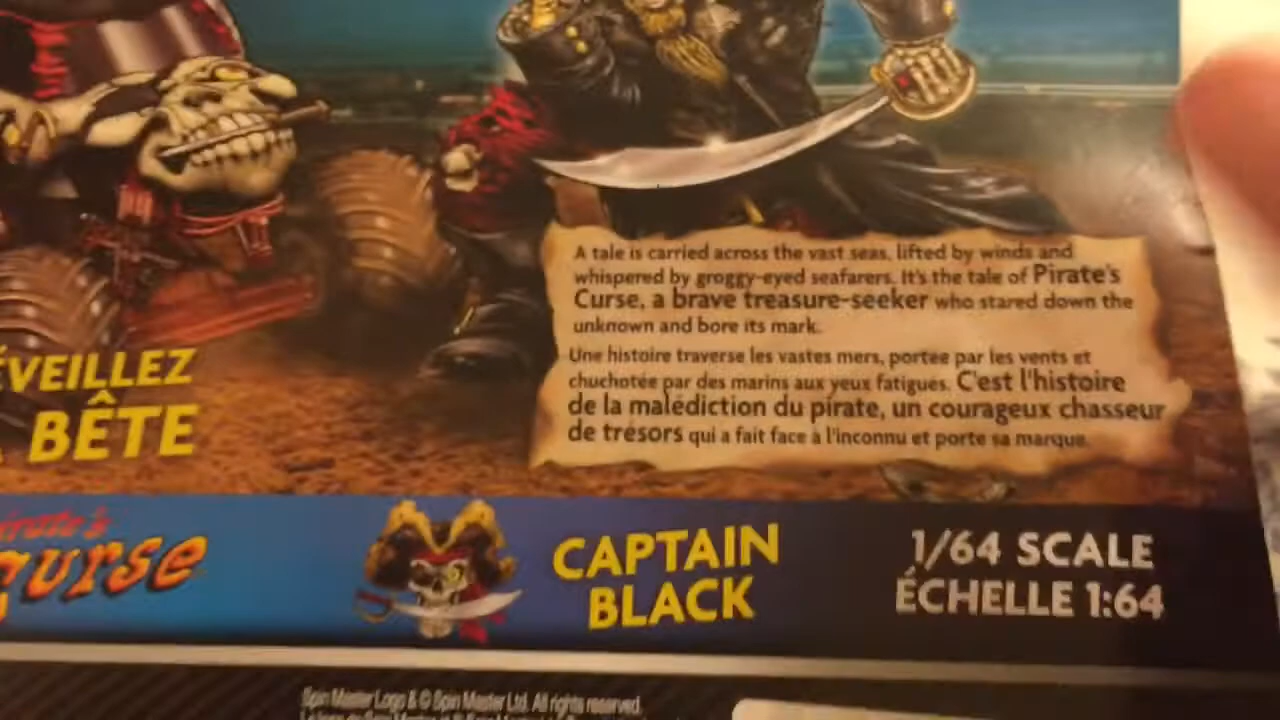 A tale is carried across the vast seas, lifted by winds and
whispered by groggy-eyed seafarers. It's the tale of Pirate's
Curse, a brave treasure-seeker who stared down the
unknown and bore its mark.
Une histoire traverse les vastes mers, portée par les vents et
chuchotée par des marins aux yeux fatigués. C'est l'histoire
de la malédiction du pirate, un courageux chasseur
de trésors qui a fait face à l'inconnu et porte sa marque.
ÉVEILLEZ
BÊTE
irate's
Curse
CAPTAIN
BLACK
1/64 SCALE
ÉCHELLE 1:64
Spin Master Logo & © Spin Master Ltd. All rights reserved.